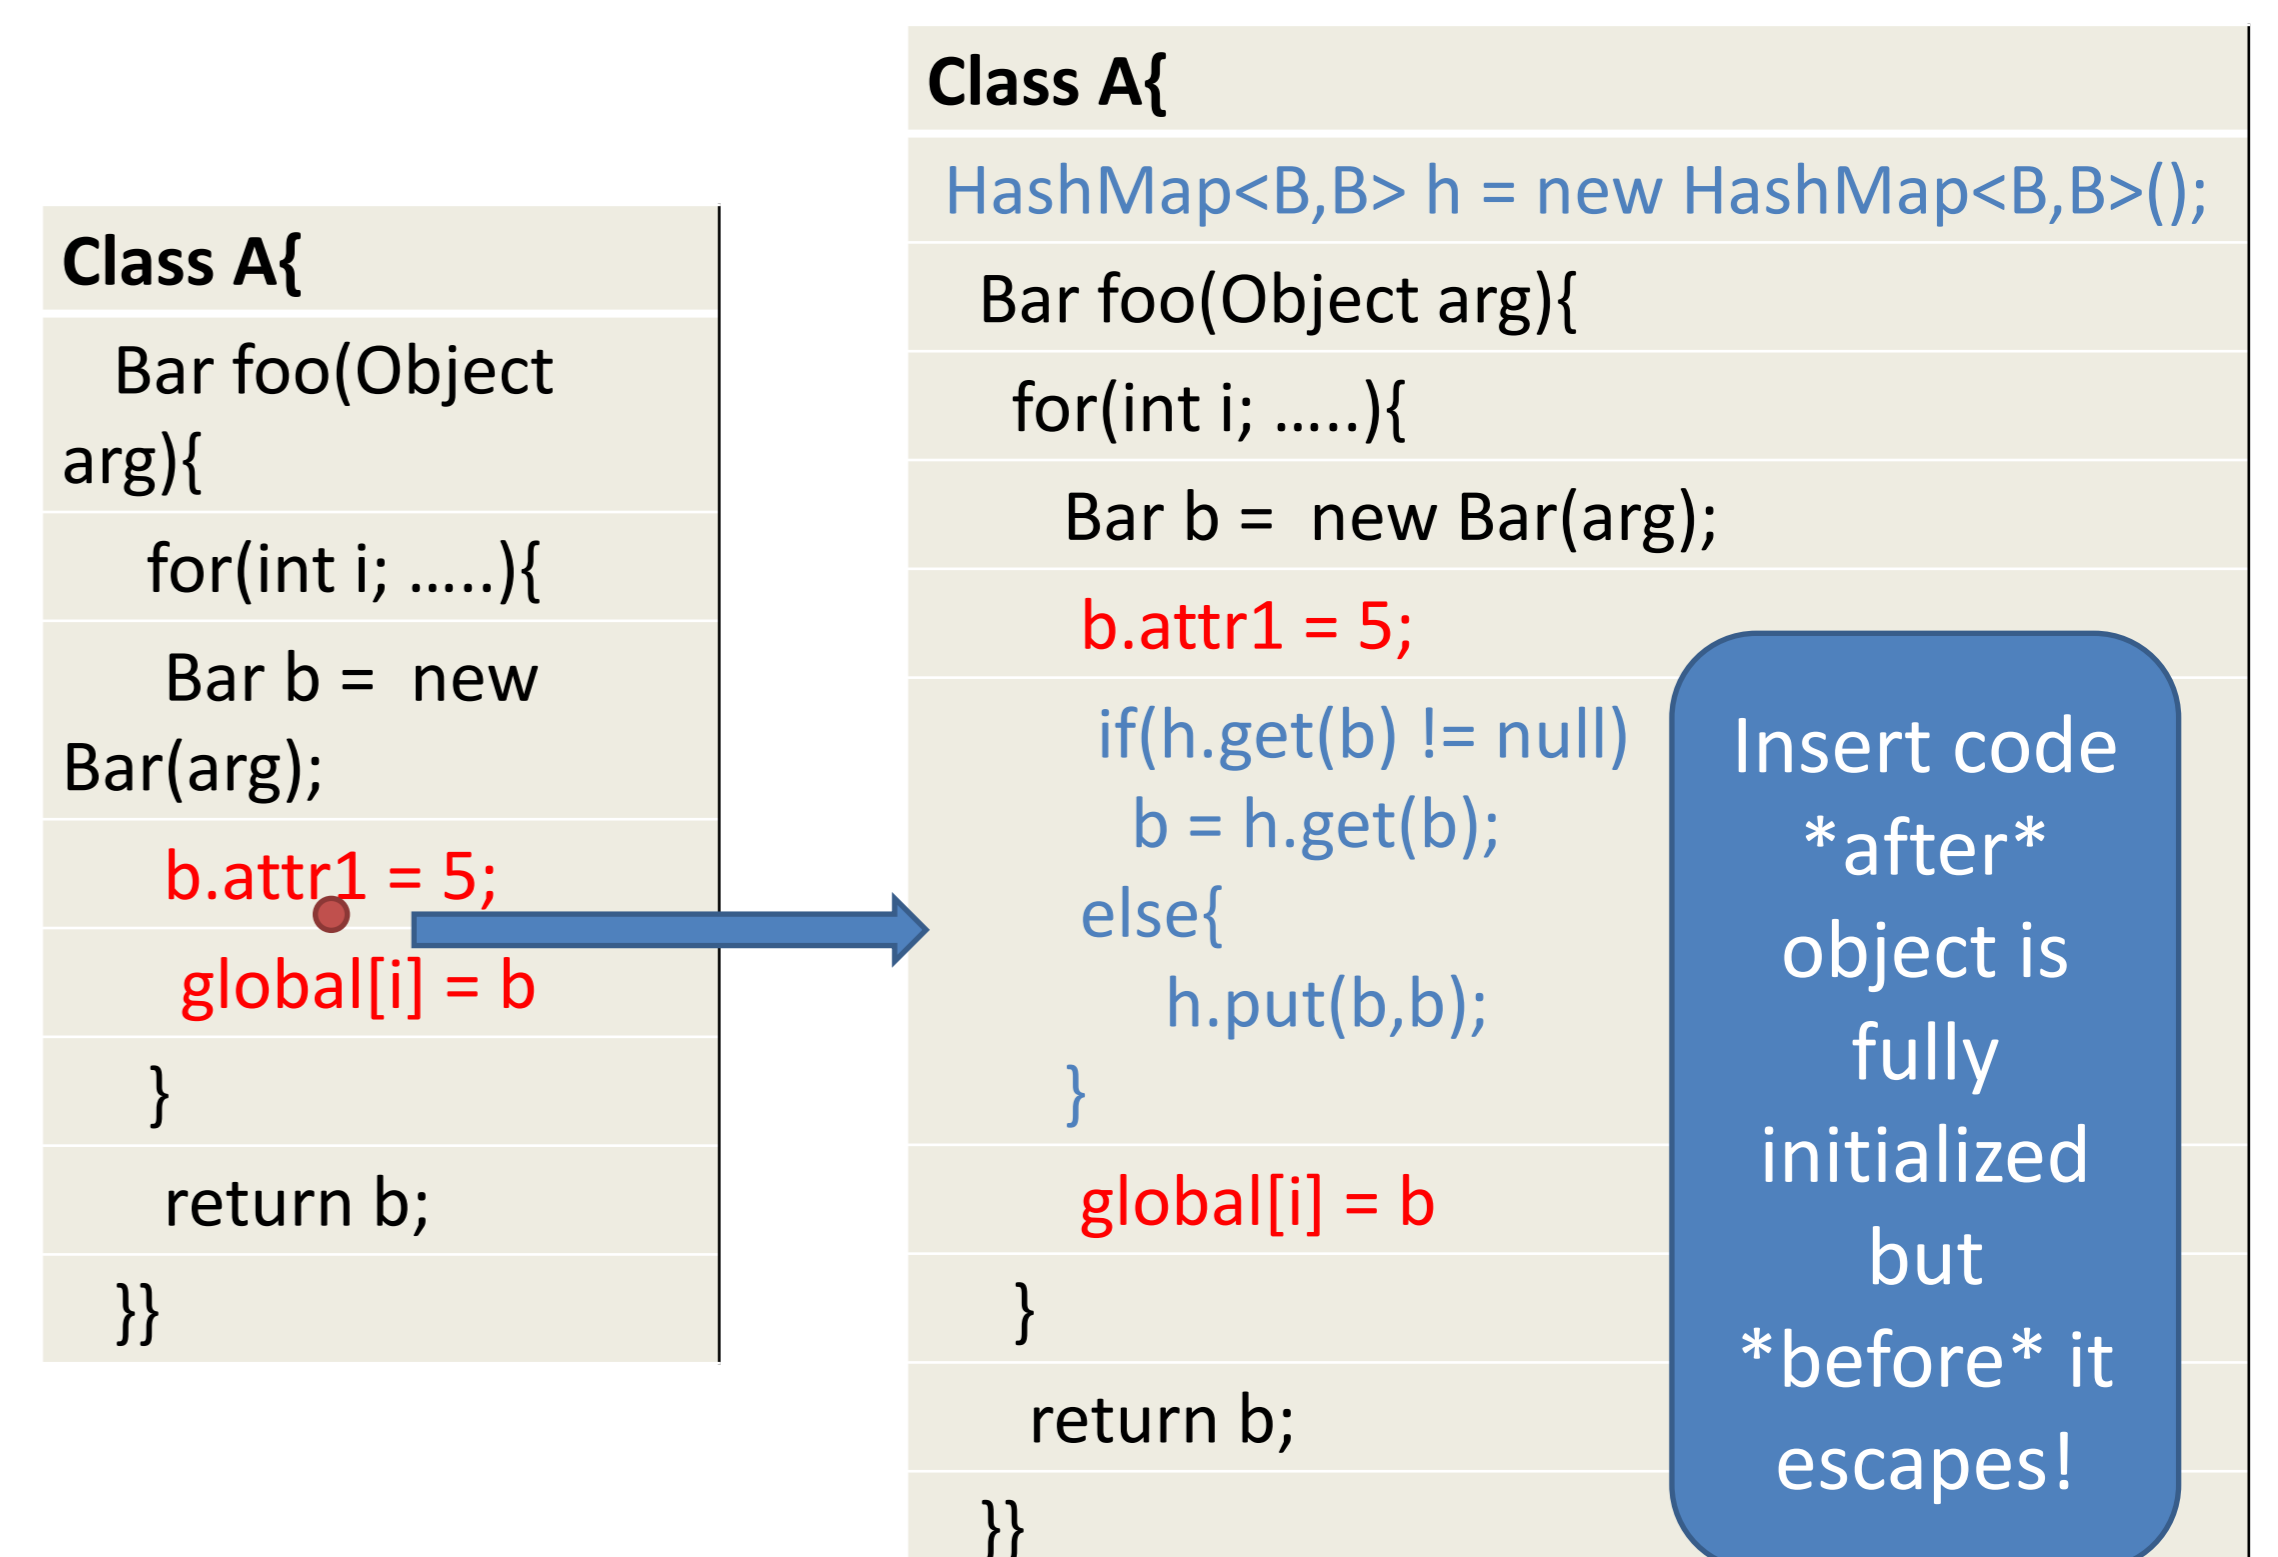 Class A{
Bar foo(Object
arg){
for(int i; .....){
Bar b =  new
Bar(arg);
b.attr1 = 5;
global[i] = b
}
return b;
}}
Class A{
HashMap<B,B> h = new HashMap<B,B>();
Bar foo(Object arg){
for(int i; .....){
Bar b =  new Bar(arg);
b.attr1 = 5;
if(h.get(b) != null)
b = h.get(b);
else{
h.put(b,b);
}
global[i] = b
}
return b;
}}
Insert code
*after*
object is
fully
initialized
but
*before* it
escapes!